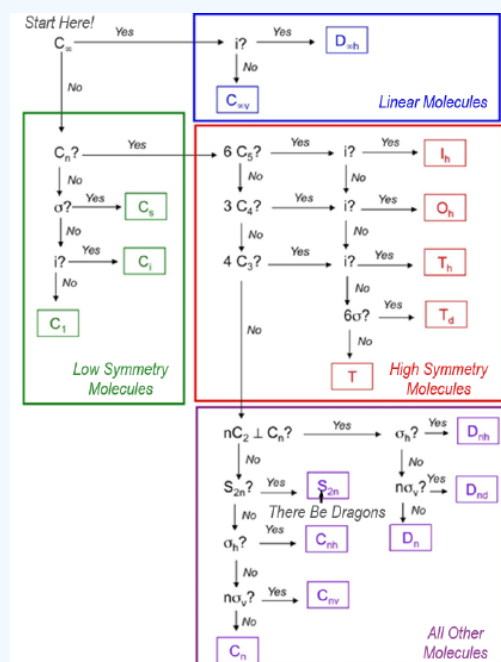 Start Here!
C∞ Yes i? Yes D∞h
No
No
C∞v
Linear Molecules
Cn? Yes 6 C5? Yes i? Yes Ih
No No No
σ? Yes Cs 3 C4? Yes i? Yes Oh
No No No
i? Yes Ci 4 C3? Yes i? Yes Th
No No
C1 6σ? Yes Td
No No
Low Symmetry Molecules T High Symmetry Molecules
nC2 ⊥ Cn? Yes σh? Yes Dnh
No No
S2n? Yes S2n nσv? Yes Dnd
There Be Dragons
No No
σh? Yes Cnh Dn
No
nσv? Yes Cnv
No
Cn
All Other Molecules